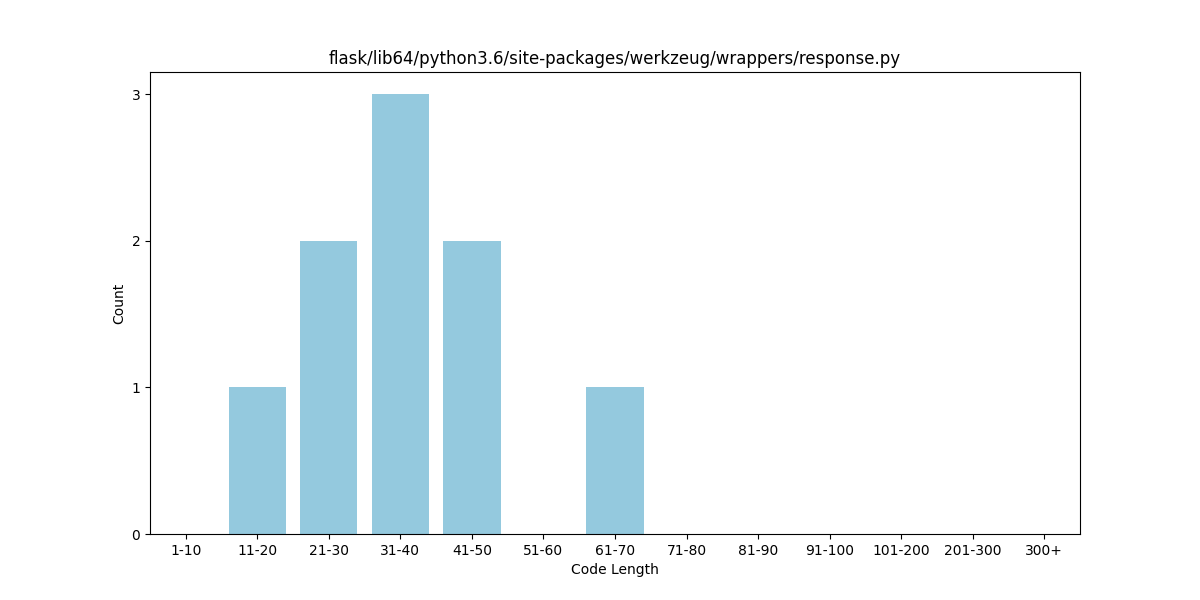 flask/lib64/python3.6/site-packages/werkzeug/wrappers/response.py
3
2
1
0
Count
1-10 11-20 21-30 31-40 41-50 51-60 61-70 71-80 81-90 91-100 101-200 201-300 300+
Code Length